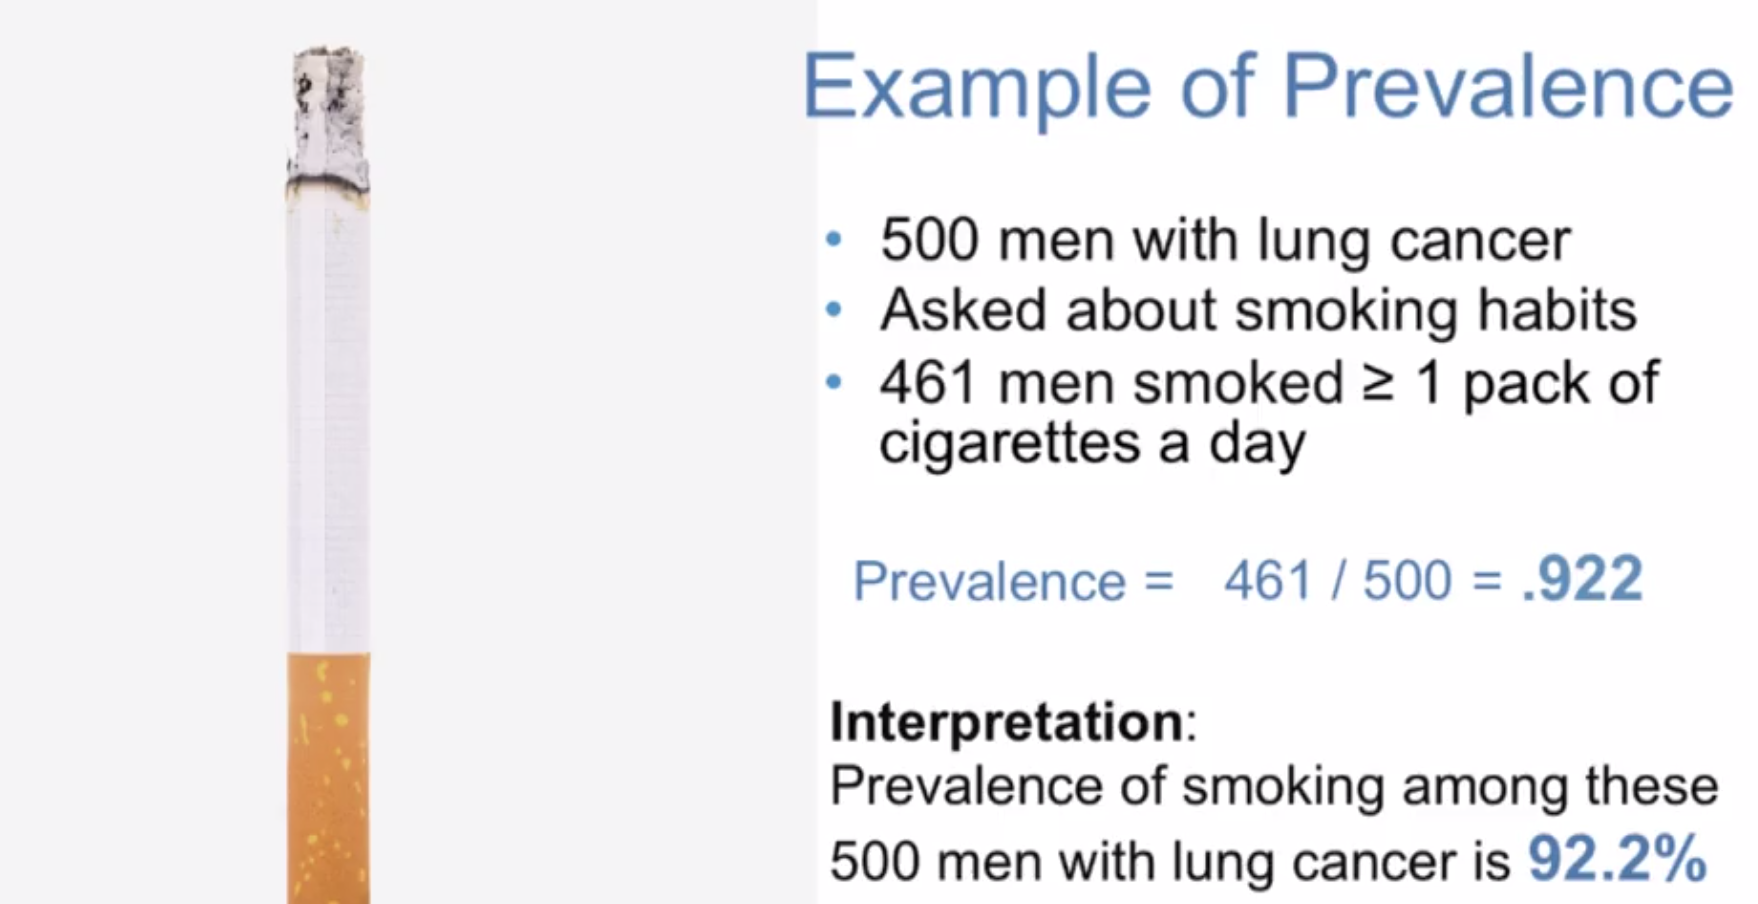 Example of Prevalence
• 500 men with lung cancer
• Asked about smoking habits
• 461 men smoked ≥ 1 pack of
cigarettes a day
Prevalence = 461 / 500 = .922
Interpretation:
Prevalence of smoking among these
500 men with lung cancer is 92.2%